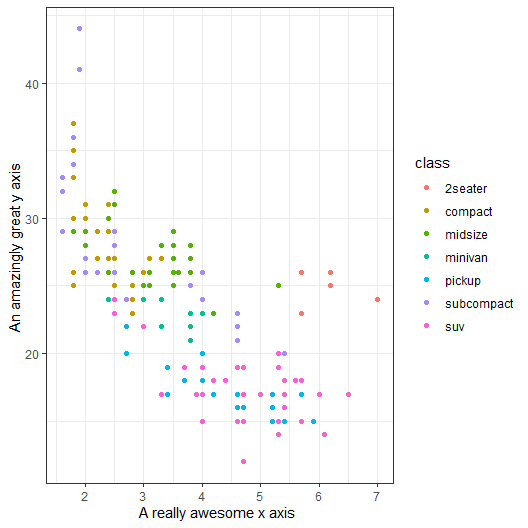 An amazingly great y axis
40
30
20
2 3 4 5 6 7
A really awesome x axis
class
2seater
compact
midsize
minivan
pickup
subcompact
suv